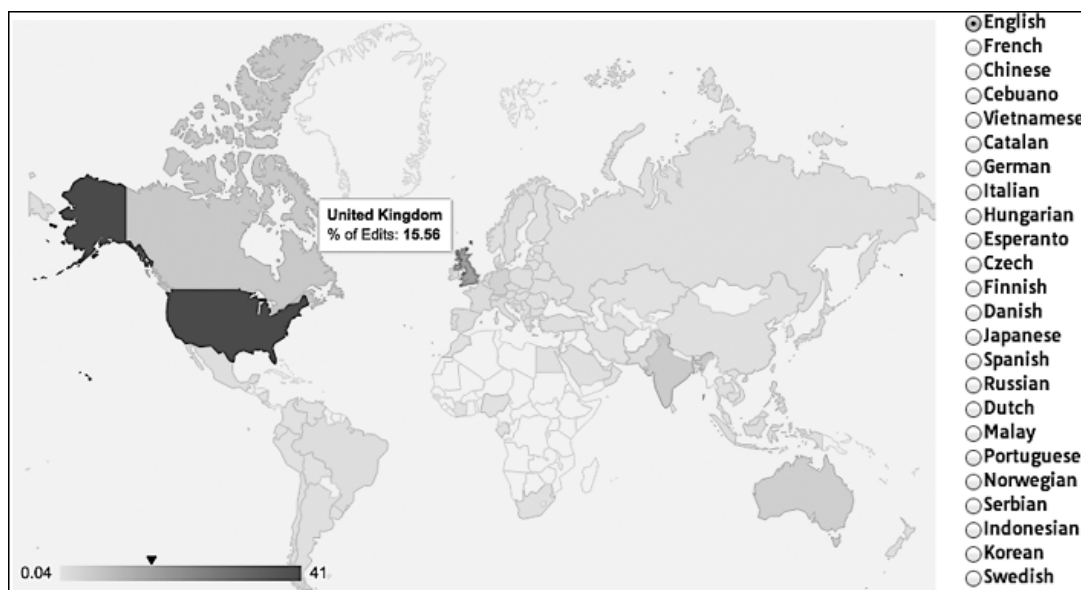 United Kingdom
% of Edits: 15.56
0.04
41
English
French
Chinese
Cebuano
Vietnamese
Catalan
German
Italian
Hungarian
Esperanto
Czech
Finnish
Danish
Japanese
Spanish
Russian
Dutch
Malay
Portuguese
Norwegian
Serbian
Indonesian
Korean
Swedish